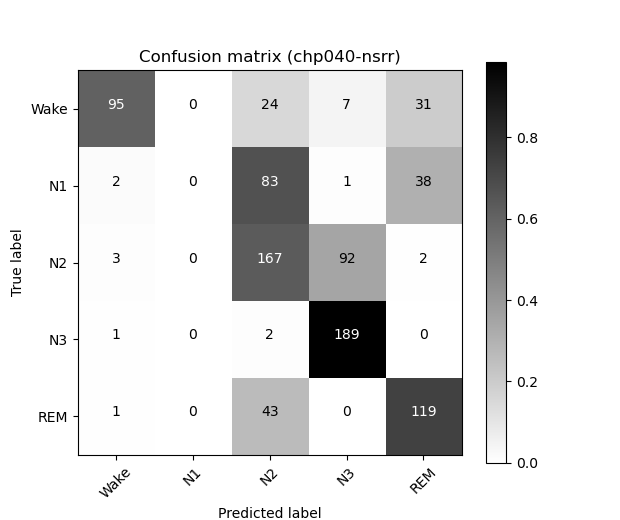 Confusion matrix (chp040-nsrr)
Wake 95 0 24 7 31
N1 2 0 83 1 38
N2 3 0 167 92 2
N3 1 0 2 189 0
REM 1 0 43 0 119
Wake N1 N2 N3 REM
Predicted label
True label
0.8
0.6
0.4
0.2
0.0